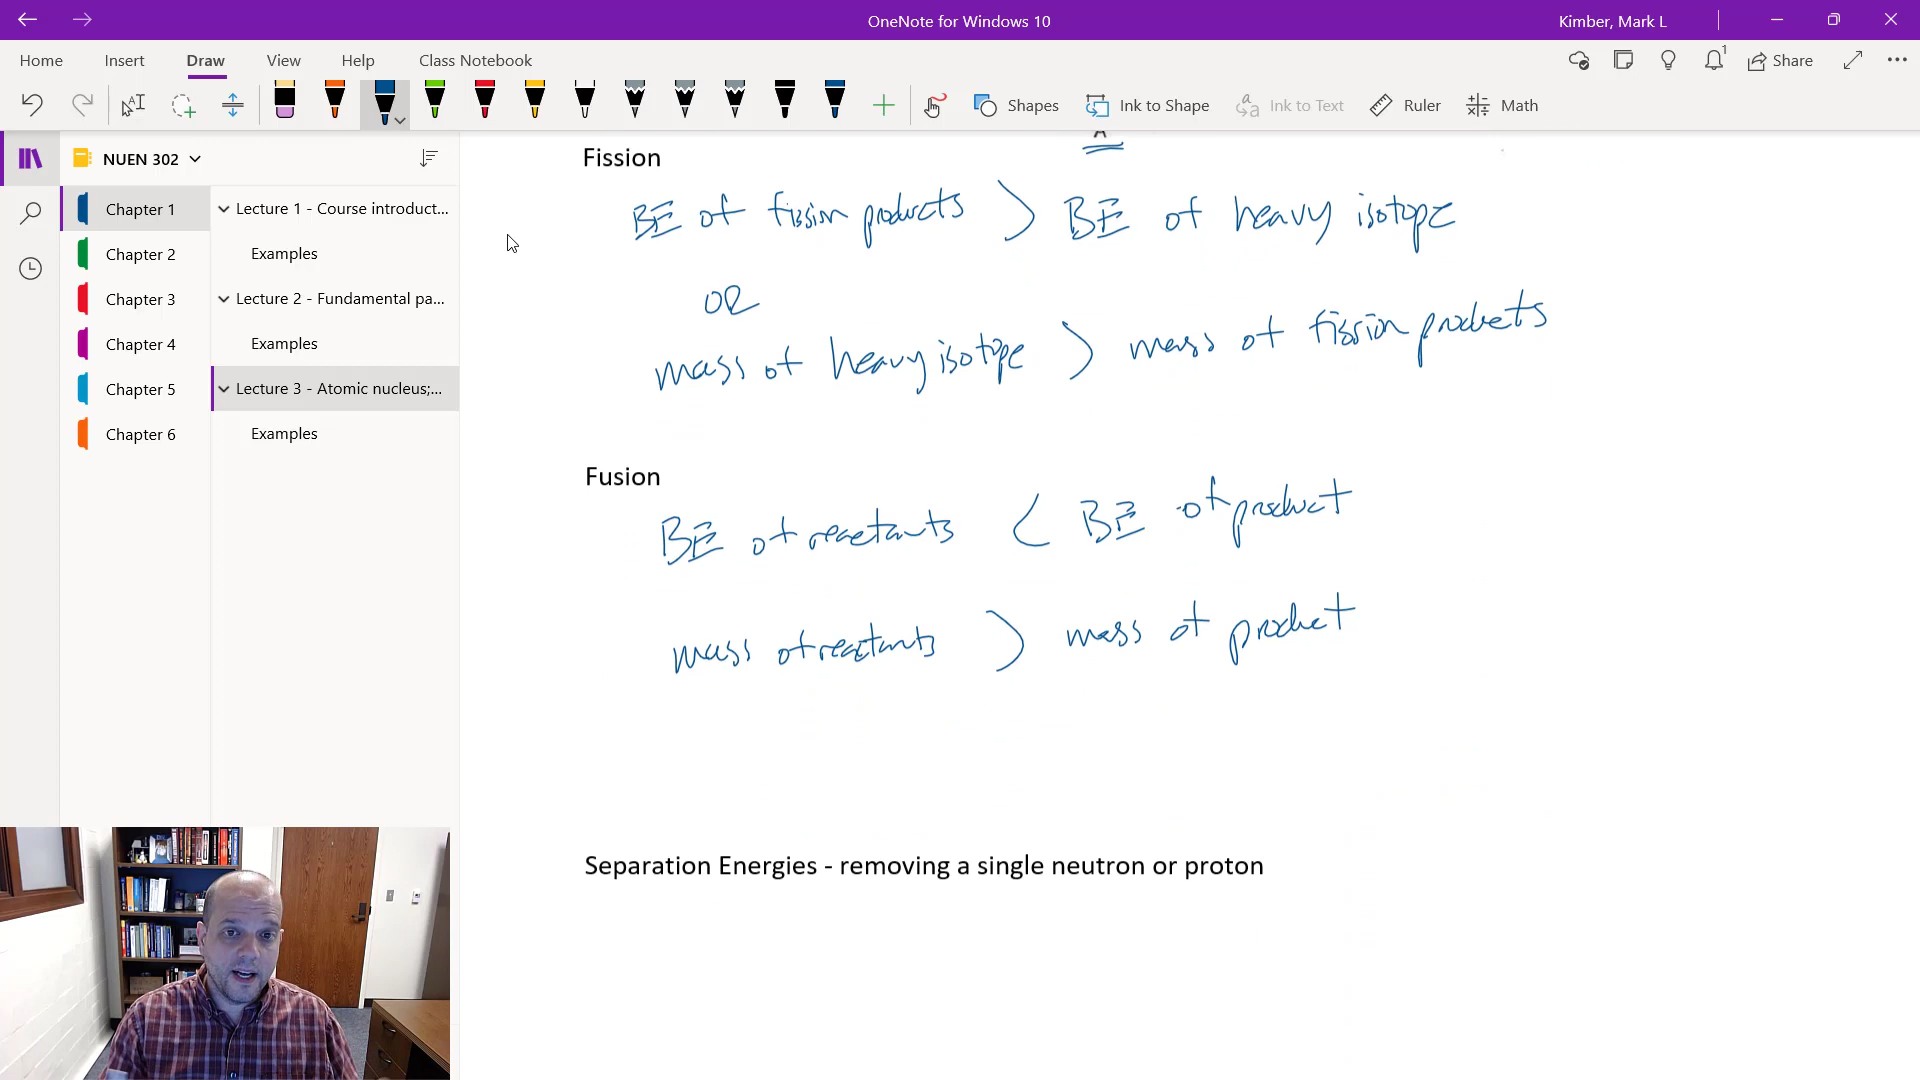 OneNote for Windows 10
Kimber, Mark L
Home Insert Draw View Help Class Notebook
1 Share
Shapes Ink to Shape Ink to Text Ruler Math
NUEN 302
Chapter 1
Chapter 2
Chapter 3
Chapter 4
Chapter 5
Chapter 6
Lecture 1 - Course introduct...
Examples
Lecture 2 - Fundamental pa...
Examples
Lecture 3 - Atomic nucleus;...
Examples
A
Fission
BE of fission products > BE of heavy isotope
OR
mass of heavy isotope > mass of fission products
Fusion
BE of reactants < BE of product
mass of reactants > mass of product
Separation Energies - removing a single neutron or proton